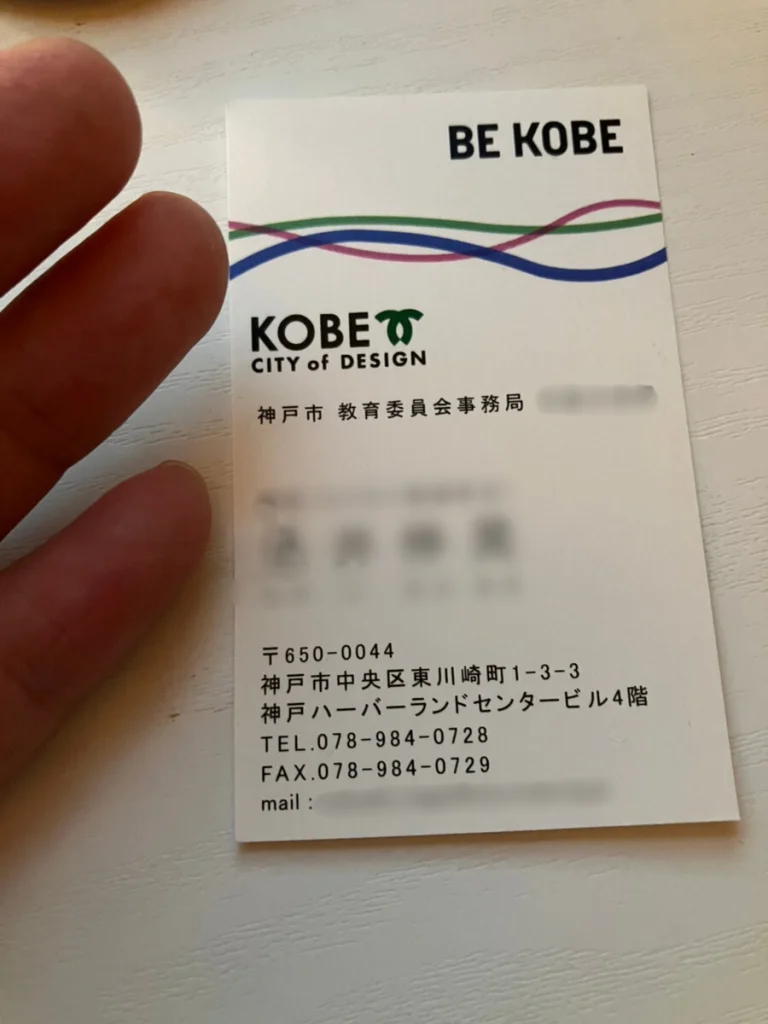 BE KOBE
KOBE
CITY of DESIGN
神戸市 教育委員会事務局
〒650-0044
神戸市中央区東川崎町1-3-3
神戸ハーバーランドセンタービル4階
TEL.078-984-0728
FAX.078-984-0729
mail :